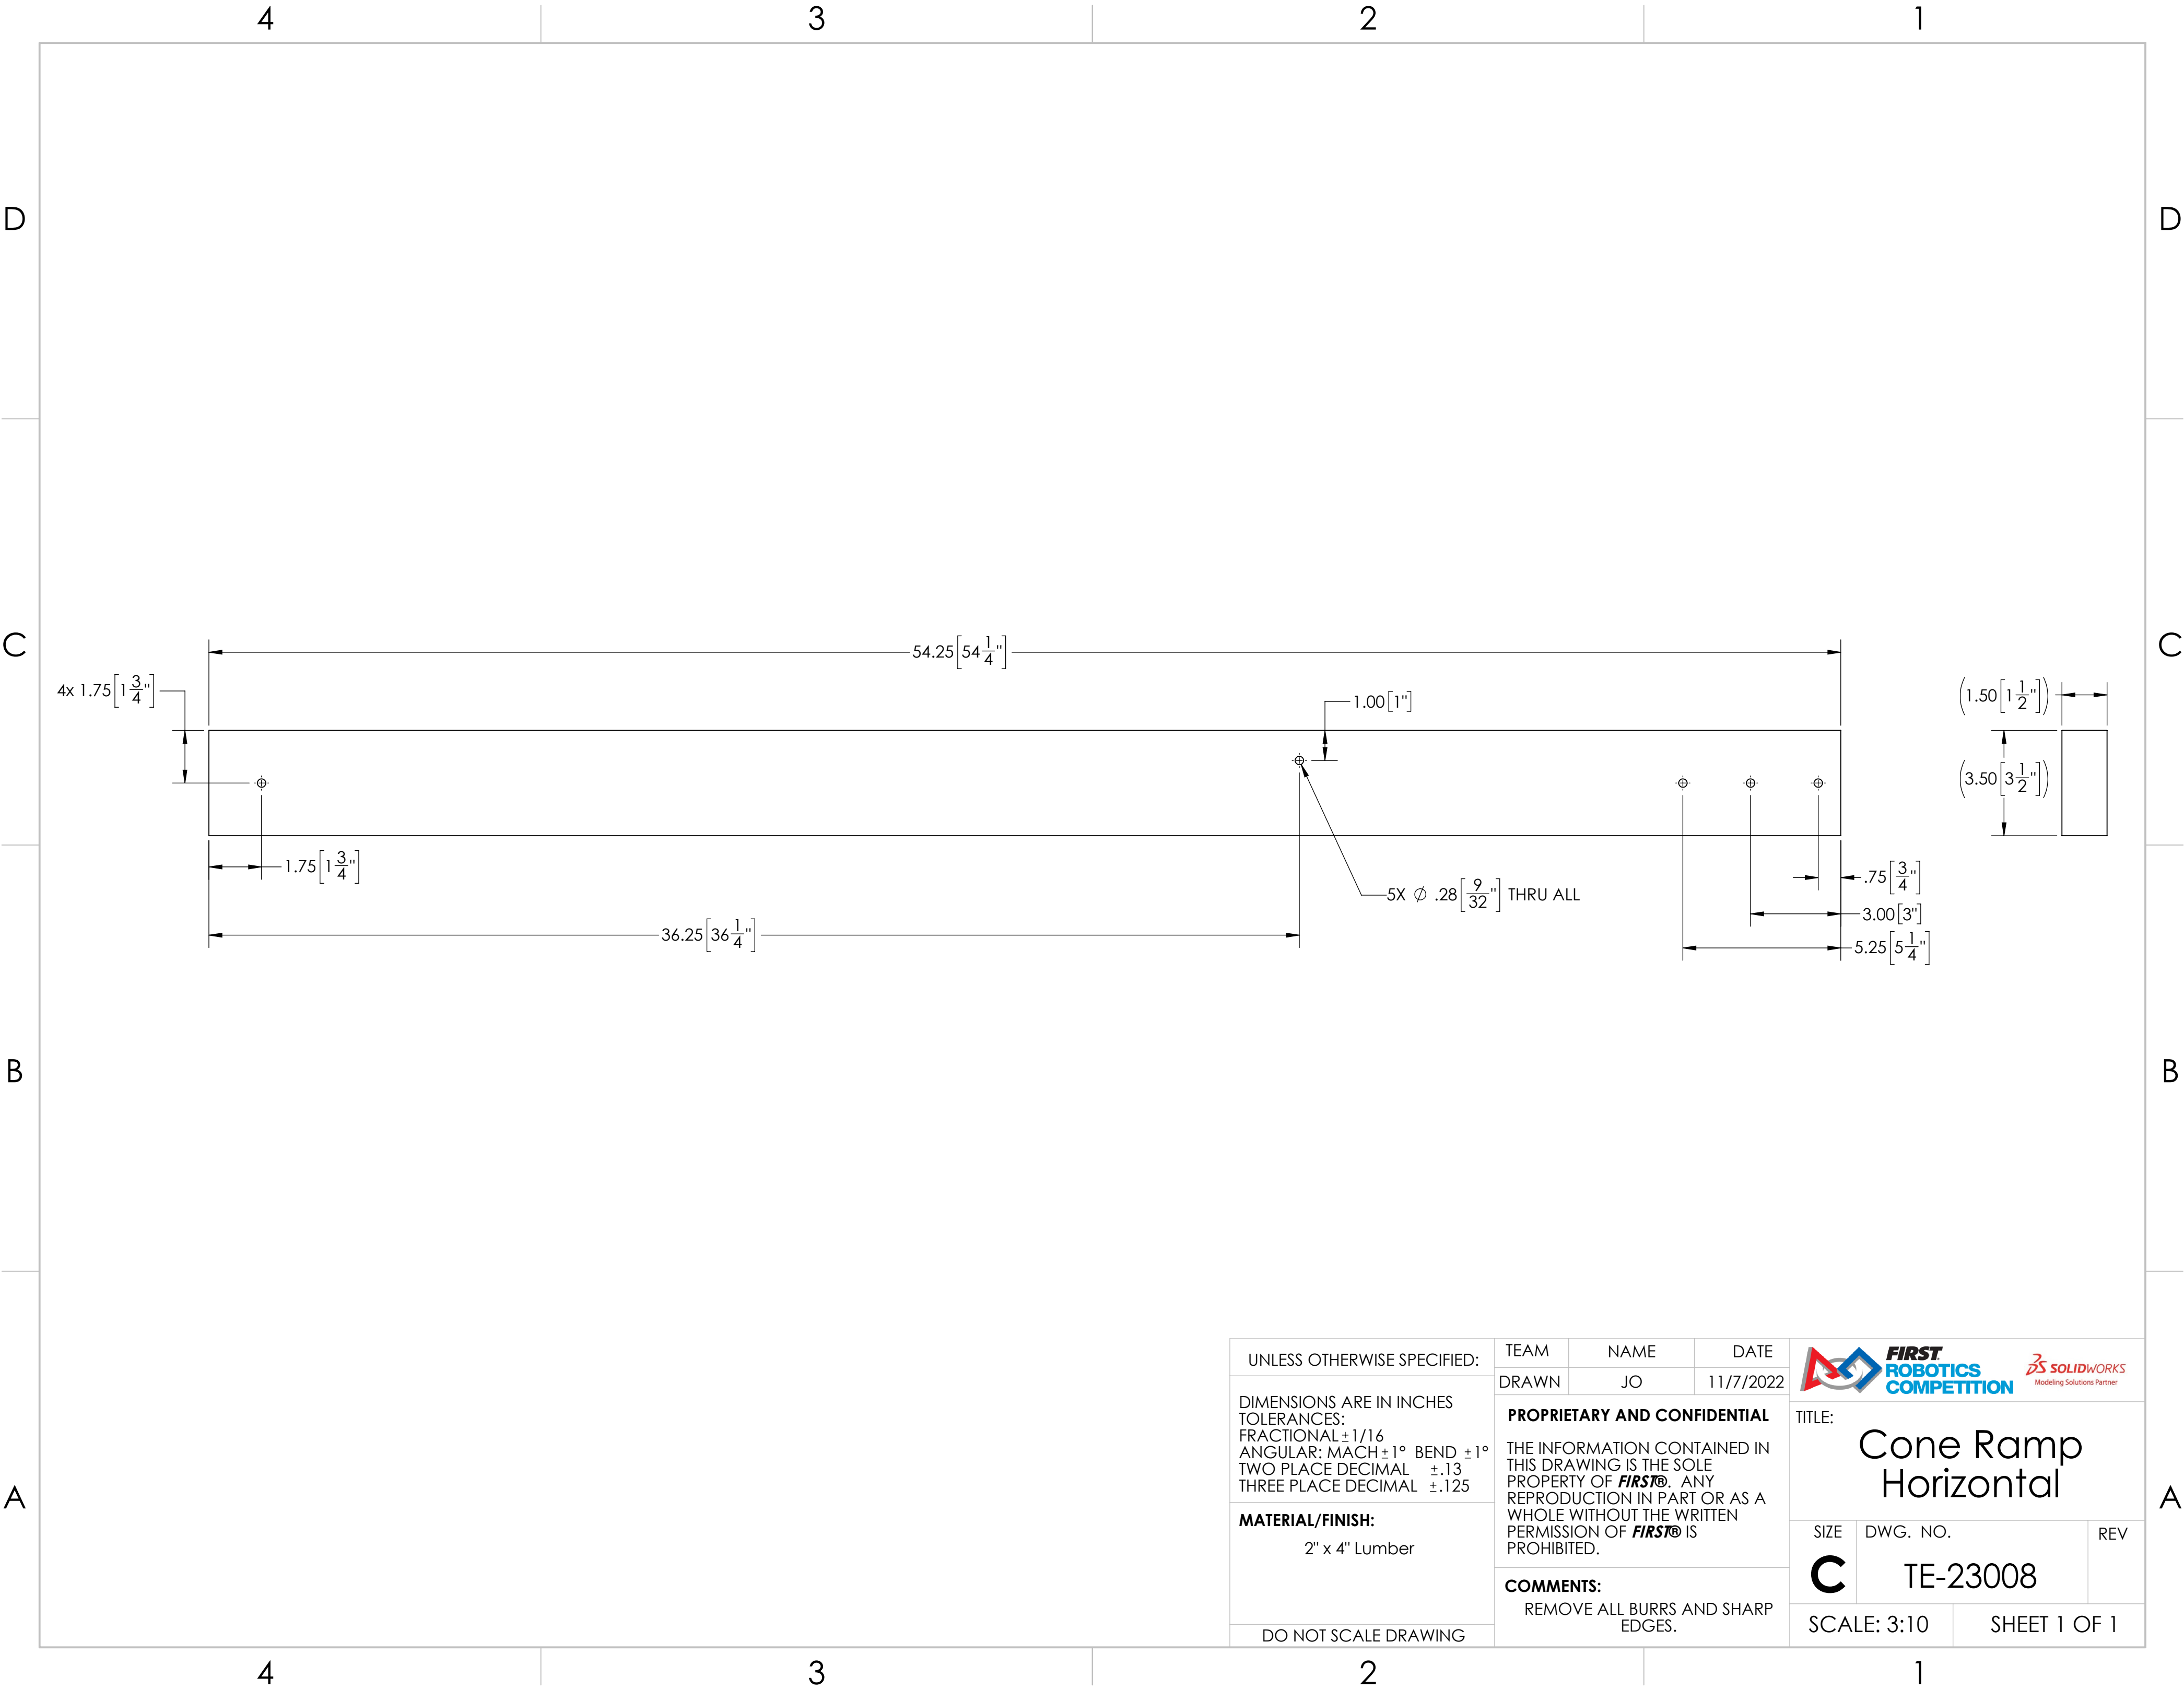 4 3 2 1
D D
C C
B B
A A
54.25[54 1/4"]
4x 1.75[1 3/4"]
1.00[1"]
(1.50[1 1/2"])
(3.50[3 1/2"])
1.75[1 3/4"]
.75[3/4"]
5X Ø .28[9/32"] THRU ALL
3.00[3"]
36.25[36 1/4"]
5.25[5 1/4"]
UNLESS OTHERWISE SPECIFIED:
DIMENSIONS ARE IN INCHES
TOLERANCES:
FRACTIONAL±1/16
ANGULAR: MACH±1° BEND ±1°
TWO PLACE DECIMAL ±.13
THREE PLACE DECIMAL ±.125
MATERIAL/FINISH:
2" x 4" Lumber
DO NOT SCALE DRAWING
TEAM NAME DATE
DRAWN JO 11/7/2022
PROPRIETARY AND CONFIDENTIAL
THE INFORMATION CONTAINED IN
THIS DRAWING IS THE SOLE
PROPERTY OF FIRST®. ANY
REPRODUCTION IN PART OR AS A
WHOLE WITHOUT THE WRITTEN
PERMISSION OF FIRST® IS
PROHIBITED.
COMMENTS:
REMOVE ALL BURRS AND SHARP
EDGES.
FIRST
ROBOTICS
COMPETITION
SOLIDWORKS
Modeling Solutions Partner
TITLE:
Cone Ramp
Horizontal
SIZE DWG. NO. REV
C TE-23008
SCALE: 3:10 SHEET 1 OF 1
4 3 2 1